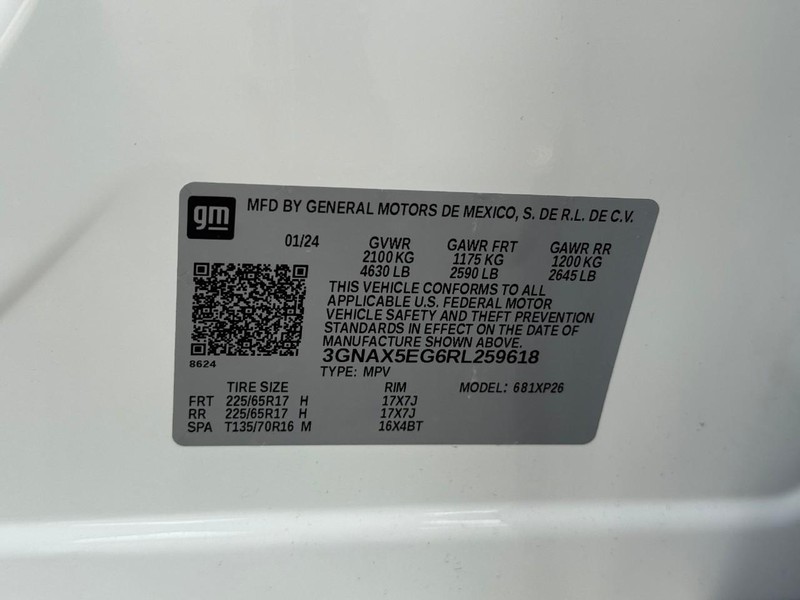 gm
MFD BY GENERAL MOTORS DE MEXICO, S. DE R.L. DE C.V.
01/24 GVWR GAWR FRT GAWR RR
2100 KG 1175 KG 1200 KG
4630 LB 2590 LB 2645 LB
THIS VEHICLE CONFORMS TO ALL
APPLICABLE U.S. FEDERAL MOTOR
VEHICLE SAFETY AND THEFT PREVENTION
STANDARDS IN EFFECT ON THE DATE OF
MANUFACTURE SHOWN ABOVE.
3GNAX5EG6RL259618
8624
TYPE: MPV
TIRE SIZE RIM MODEL: 681XP26
FRT 225/65R17 H 17X7J
RR 225/65R17 H 17X7J
SPA T135/70R16 M 16X4BT